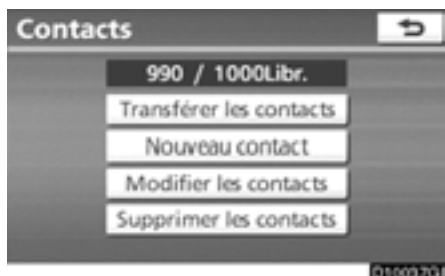 Contacts
990 / 1000Libr.
Transférer les contacts
Nouveau contact
Modifier les contacts
Supprimer les contacts